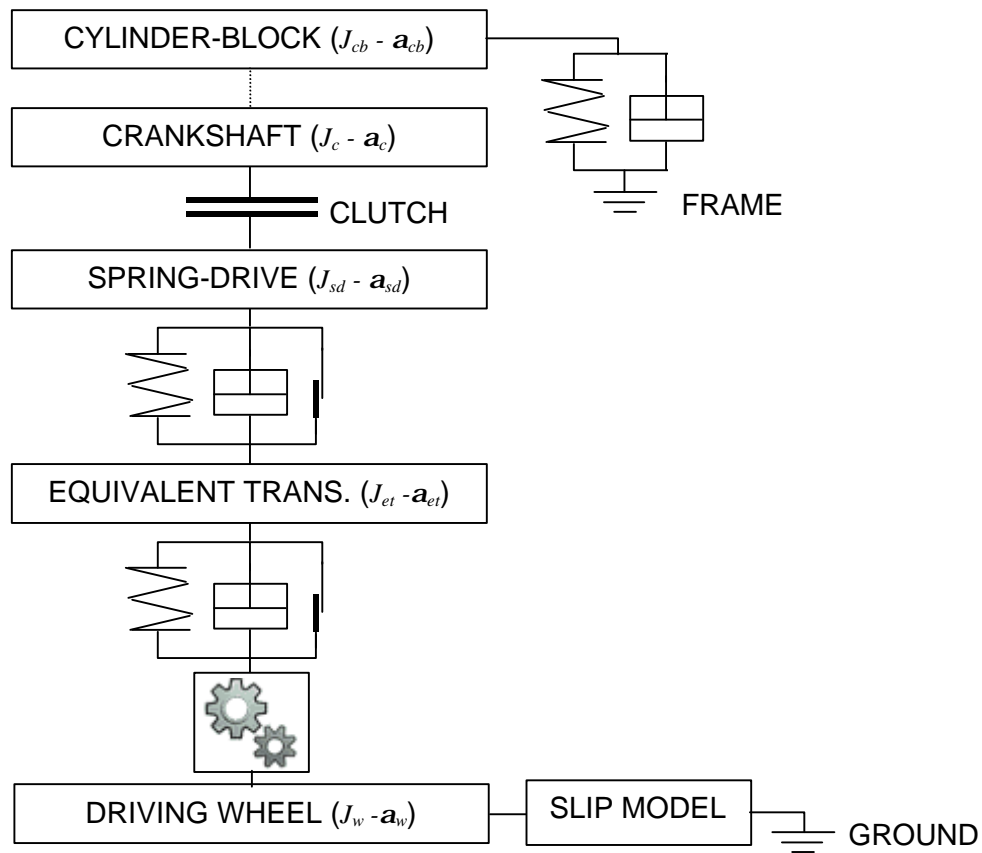 CYLINDER-BLOCK (Jcb - acb)
CRANKSHAFT (Jc - ac)
FRAME
CLUTCH
SPRING-DRIVE (Jsd - asd)
EQUIVALENT TRANS. (Jet -aet)
DRIVING WHEEL (Jw -aw)
SLIP MODEL
GROUND